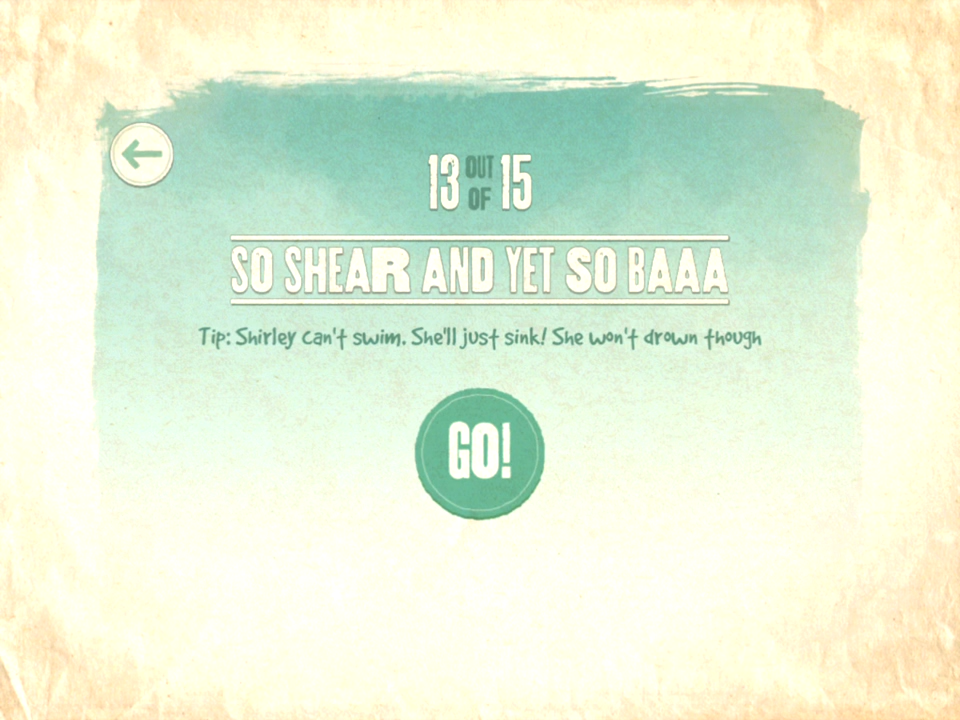 13 OUT OF 15
SO SHEAR AND YET SO BAAA
Tip: Shirley can't swim. She'll just sink! She won't drown though
GO!